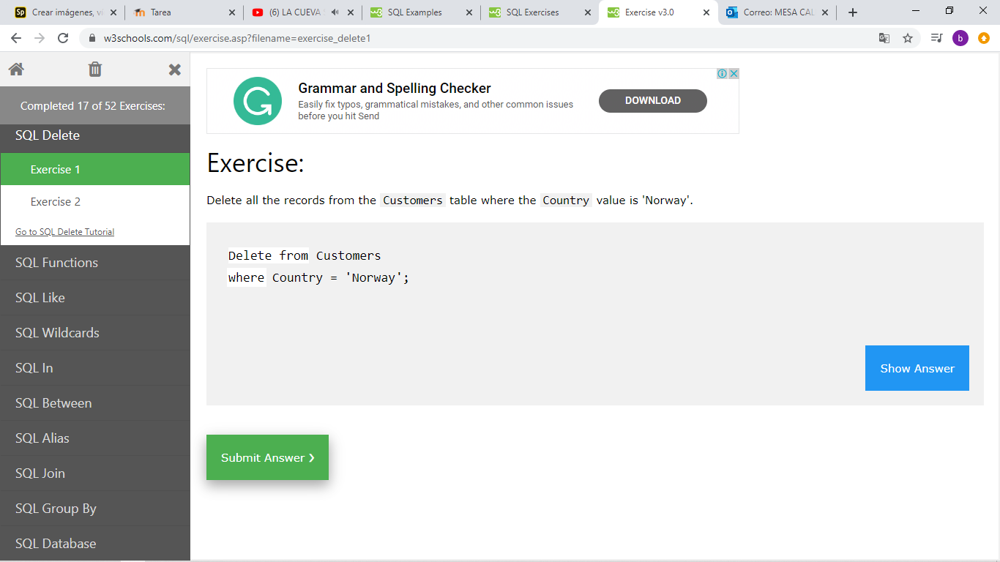 Crear imágenes, ví
Tarea
(6) LA CUEVA S
SQL Examples
SQL Exercises
Exercise v3.0
Correo: MESA CAL
w3schools.com/sql/exercise.asp?filename=exercise_delete1
b
Completed 17 of 52 Exercises:
SQL Delete
Exercise 1
Exercise 2
Go to SQL Delete Tutorial
SQL Functions
SQL Like
SQL Wildcards
SQL In
SQL Between
SQL Alias
SQL Join
SQL Group By
SQL Database
Grammar and Spelling Checker
Easily fix typos, grammatical mistakes, and other common issues
before you hit Send
DOWNLOAD
Exercise:
Delete all the records from the Customers table where the Country value is 'Norway'.
Delete from Customers
where Country = 'Norway';
Show Answer
Submit Answer ❯